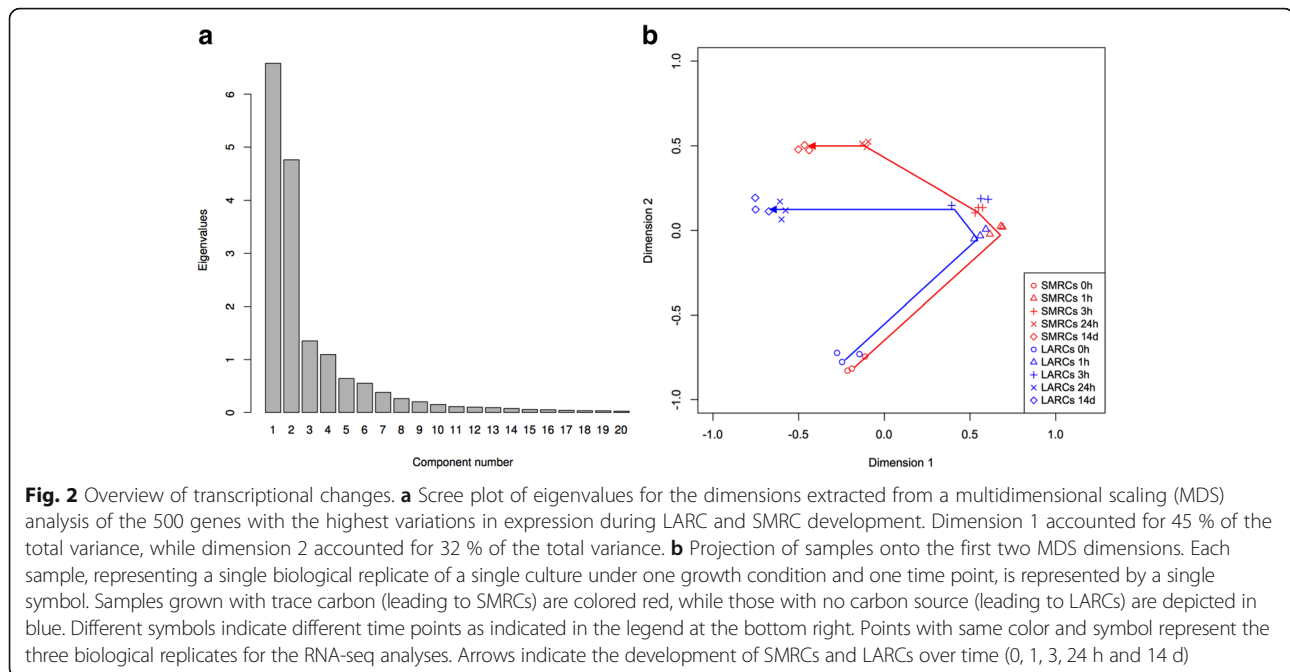 a
Eigenvalues
6
5
4
3
2
1
0
1 2 3 4 5 6 7 8 9 10 11 12 13 14 15 16 17 18 19 20
Component number
b
Dimension 2
1.0
0.5
0.0
-0.5
-1.0
-1.0 -0.5 0.0 0.5 1.0
Dimension 1
SMRCs 0h
SMRCs 1h
SMRCs 3h
SMRCs 24h
SMRCs 14d
LARCs 0h
LARCs 1h
LARCs 3h
LARCs 24h
LARCs 14d
Fig. 2 Overview of transcriptional changes. a Scree plot of eigenvalues for the dimensions extracted from a multidimensional scaling (MDS)
analysis of the 500 genes with the highest variations in expression during LARC and SMRC development. Dimension 1 accounted for 45 % of the
total variance, while dimension 2 accounted for 32 % of the total variance. b Projection of samples onto the first two MDS dimensions. Each
sample, representing a single biological replicate of a single culture under one growth condition and one time point, is represented by a single
symbol. Samples grown with trace carbon (leading to SMRCs) are colored red, while those with no carbon source (leading to LARCs) are depicted in
blue. Different symbols indicate different time points as indicated in the legend at the bottom right. Points with same color and symbol represent the
three biological replicates for the RNA-seq analyses. Arrows indicate the development of SMRCs and LARCs over time (0, 1, 3, 24 h and 14 d)